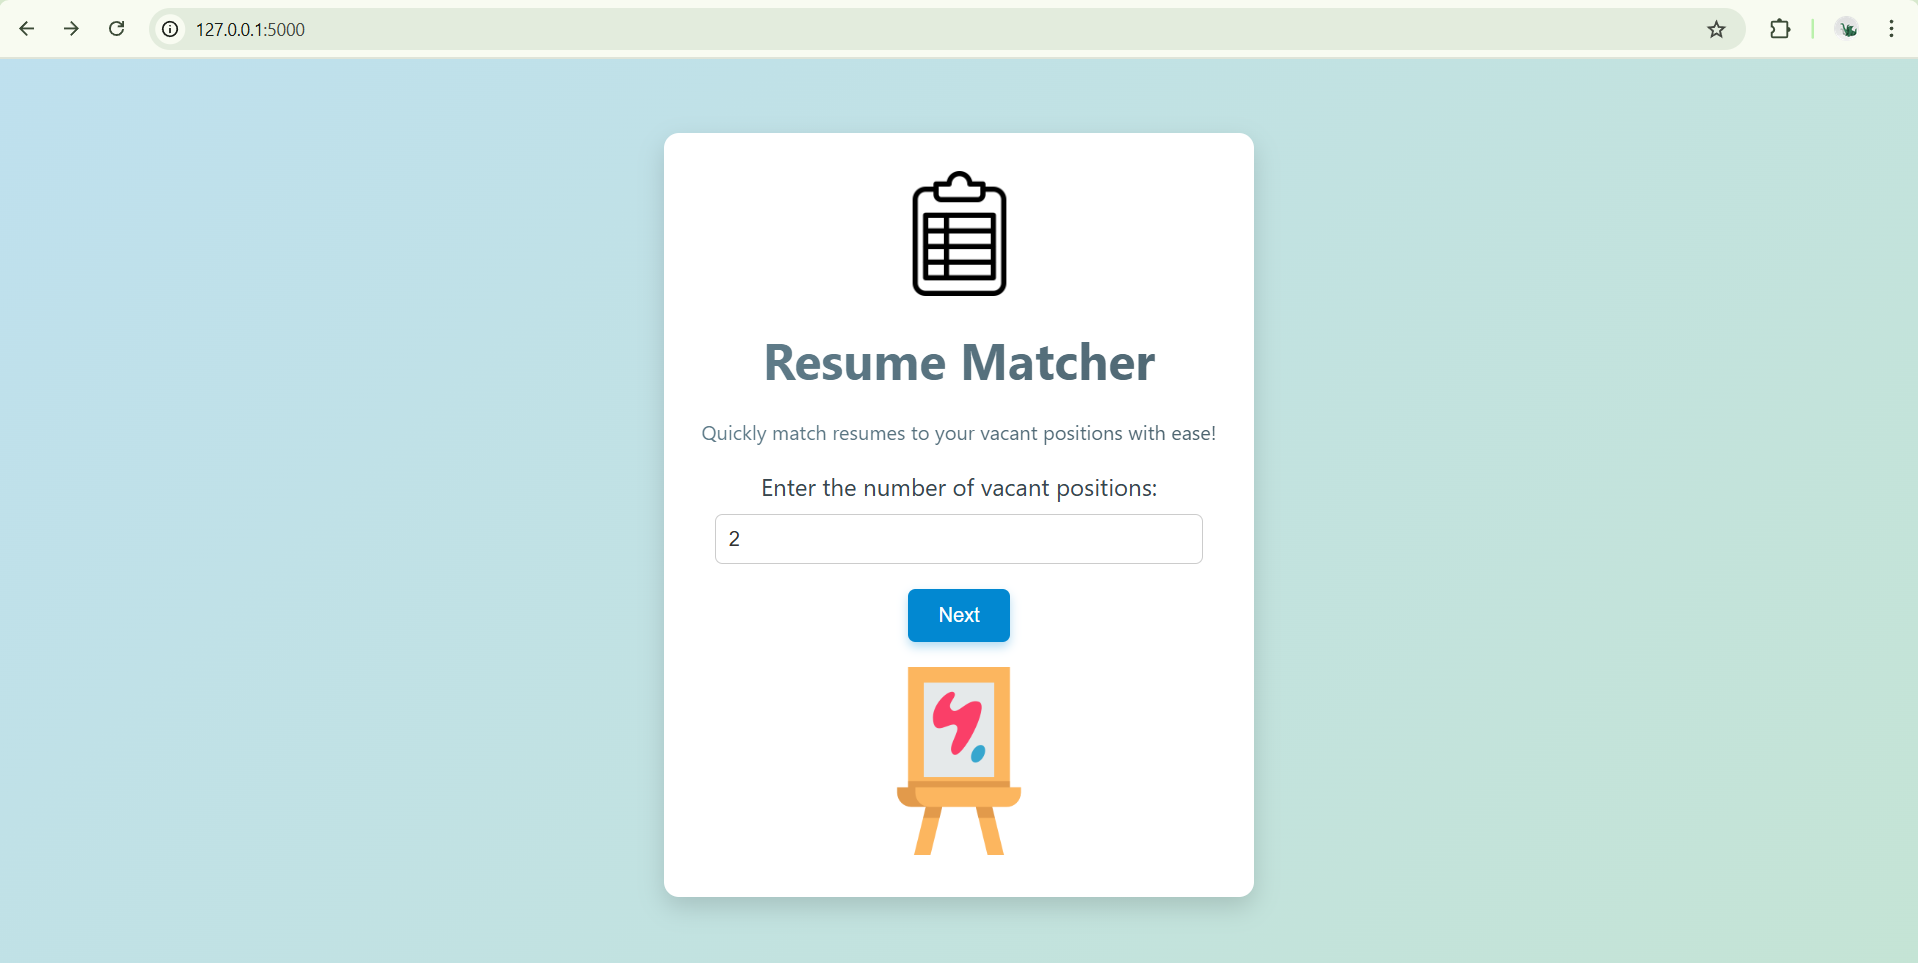 127.0.0.1:5000
Resume Matcher
Quickly match resumes to your vacant positions with ease!
Enter the number of vacant positions:
2
Next